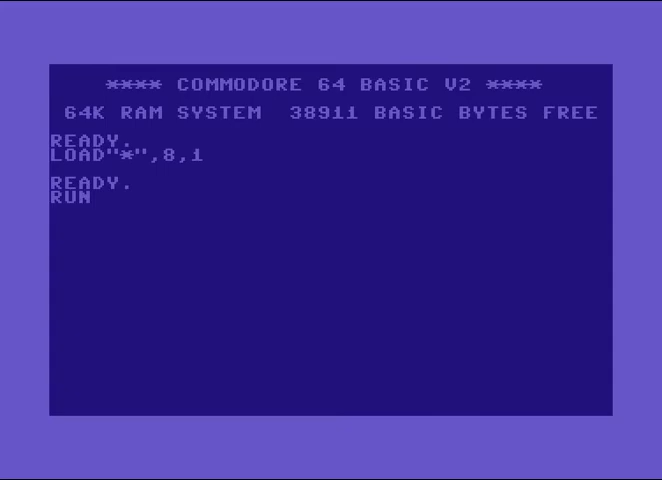 **** COMMODORE 64 BASIC V2 ****
64K RAM SYSTEM  38911 BASIC BYTES FREE
READY.
LOAD"*",8,1
READY.
RUN